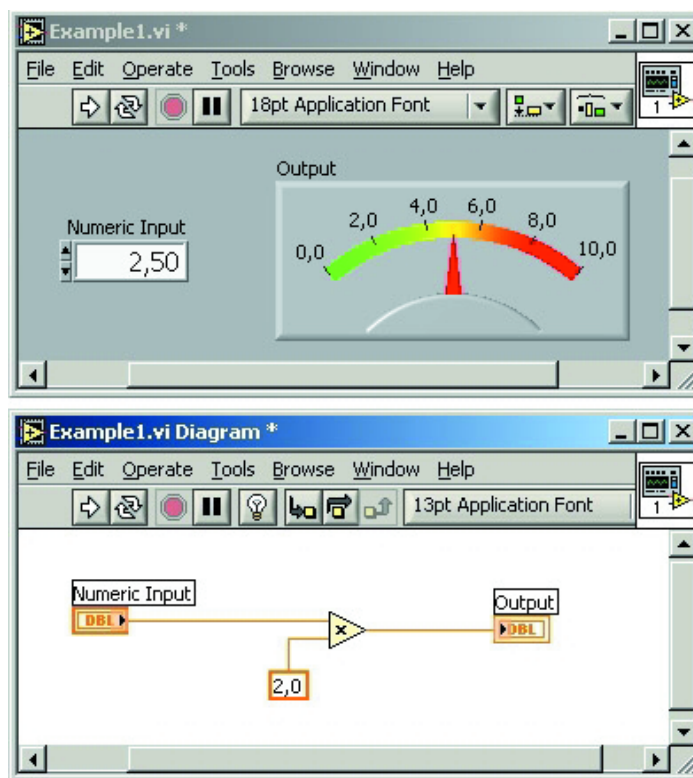 Example1.vi *
File Edit Operate Tools Browse Window Help
18pt Application Font
1
Output
Numeric Input
2,50
0,0 2,0 4,0 6,0 8,0 10,0
Example1.vi Diagram *
File Edit Operate Tools Browse Window Help
13pt Application Font
1
Numeric Input
DBL
×
2,0
Output
DBL